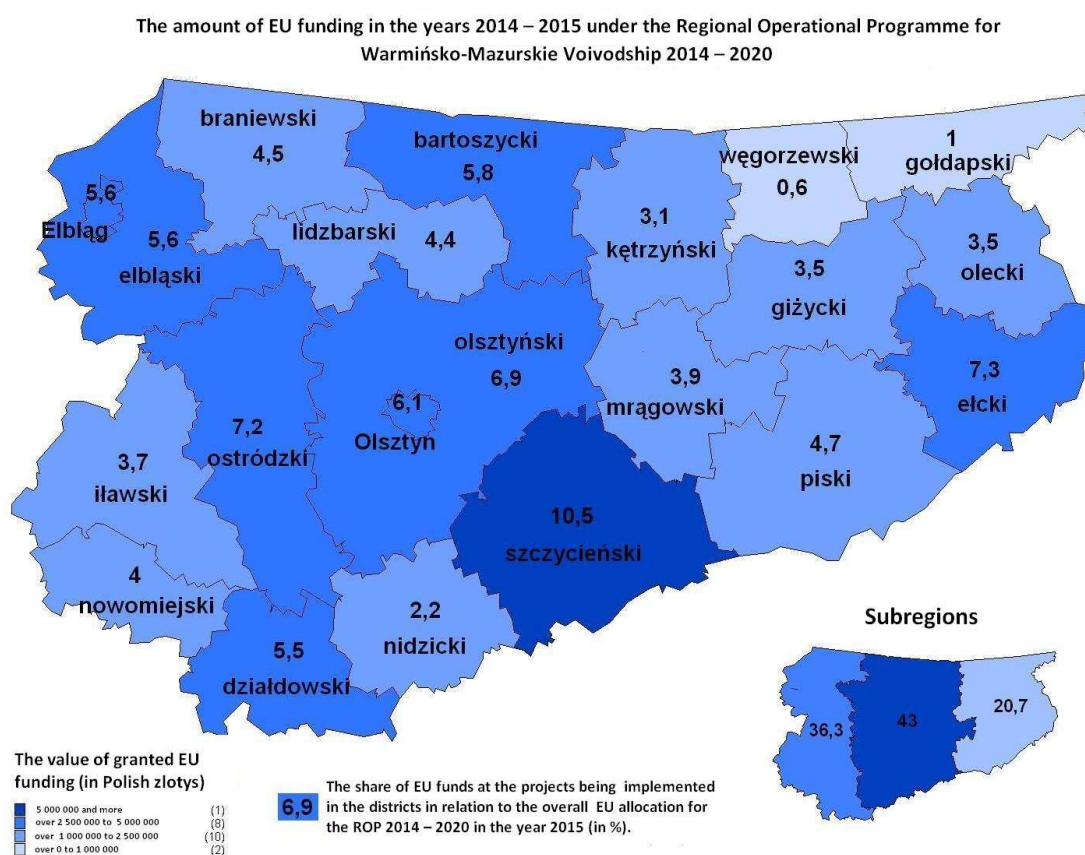 The amount of EU funding in the years 2014 – 2015 under the Regional Operational Programme for
Warmińsko-Mazurskie Voivodship 2014 – 2020
braniewski
4,5
bartoszycki
5,8
węgorzewski
0,6
1
gołdapski
5,6
Elbląg
5,6
elbląski
lidzbarski
4,4
3,1
kętrzyński
3,5
giżycki
3,5
olecki
olsztyński
6,9
6,1
Olsztyn
3,9
mrągowski
7,3
ełcki
7,2
ostródzki
3,7
iławski
4,7
piski
10,5
szczycieński
4
nowomiejski
2,2
nidzicki
5,5
działdowski
Subregions
36,3
43
20,7
The value of granted EU
funding (in Polish zlotys)
5 000 000 and more (1)
over 2 500 000 to 5 000 000 (8)
over 1 000 000 to 2 500 000 (10)
over 0 to 1 000 000 (2)
6,9
The share of EU funds at the projects being implemented
in the districts in relation to the overall EU allocation for
the ROP 2014 – 2020 in the year 2015 (in %).